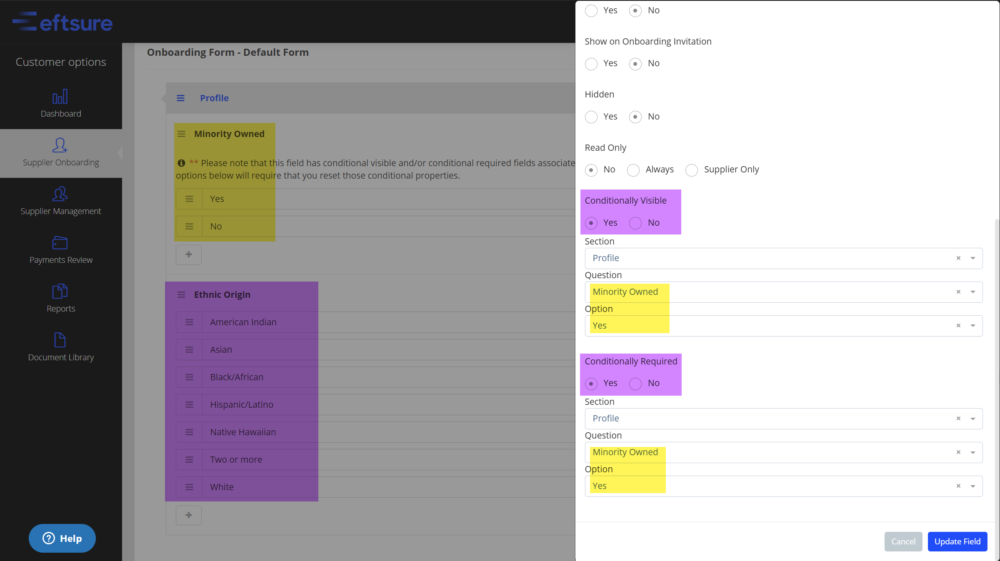 eftsure
Customer options
Dashboard
Supplier Onboarding
Supplier Management
Payments Review
Reports
Document Library
? Help
Onboarding Form - Default Form
Profile
Minority Owned
** Please note that this field has conditional visible and/or conditional required fields associate
options below will require that you reset those conditional properties.
Yes
No
+
Ethnic Origin
American Indian
Asian
Black/African
Hispanic/Latino
Native Hawaiian
Two or more
White
+
Yes No
Show on Onboarding Invitation
Yes No
Hidden
Yes No
Read Only
No Always Supplier Only
Conditionally Visible
Yes No
Section
Profile ×
Question
Minority Owned ×
Option
Yes ×
Conditionally Required
Yes No
Section
Profile ×
Question
Minority Owned ×
Option
Yes ×
Cancel Update Field